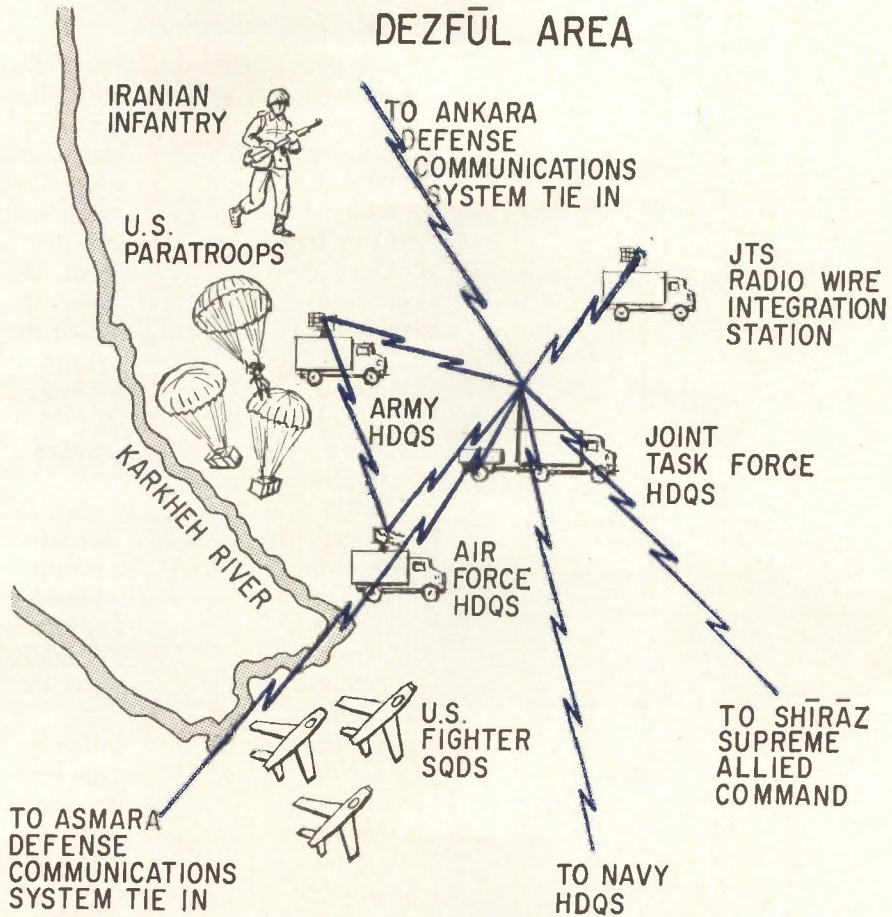 DEZFŪL AREA
IRANIAN
INFANTRY
TO ANKARA
DEFENSE
COMMUNICATIONS
SYSTEM TIE IN
U.S.
PARATROOPS
JTS
RADIO WIRE
INTEGRATION
STATION
ARMY
HDQS
JOINT
TASK FORCE
HDQS
KARKHEH RIVER
AIR
FORCE
HDQS
U.S.
FIGHTER
SQDS
TO SHĪRĀZ
SUPREME
ALLIED
COMMAND
TO ASMARA
DEFENSE
COMMUNICATIONS
SYSTEM TIE IN
TO NAVY
HDQS